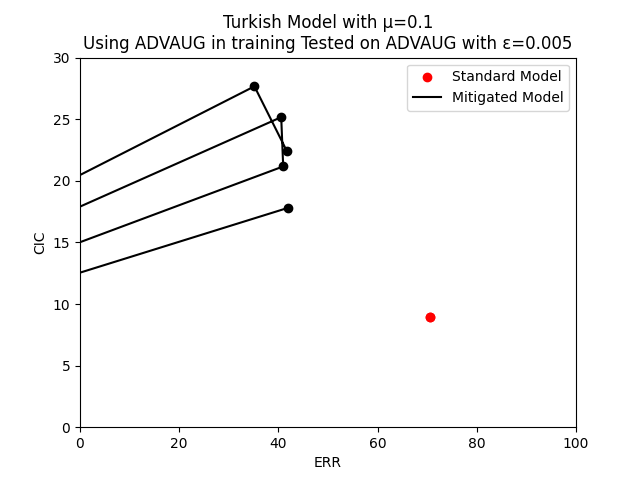 Turkish Model with μ=0.1
Using ADVAUG in training Tested on ADVAUG with ε=0.005
Standard Model
Mitigated Model
CIC
30
25
20
15
10
5
0
0 20 40 60 80 100
ERR